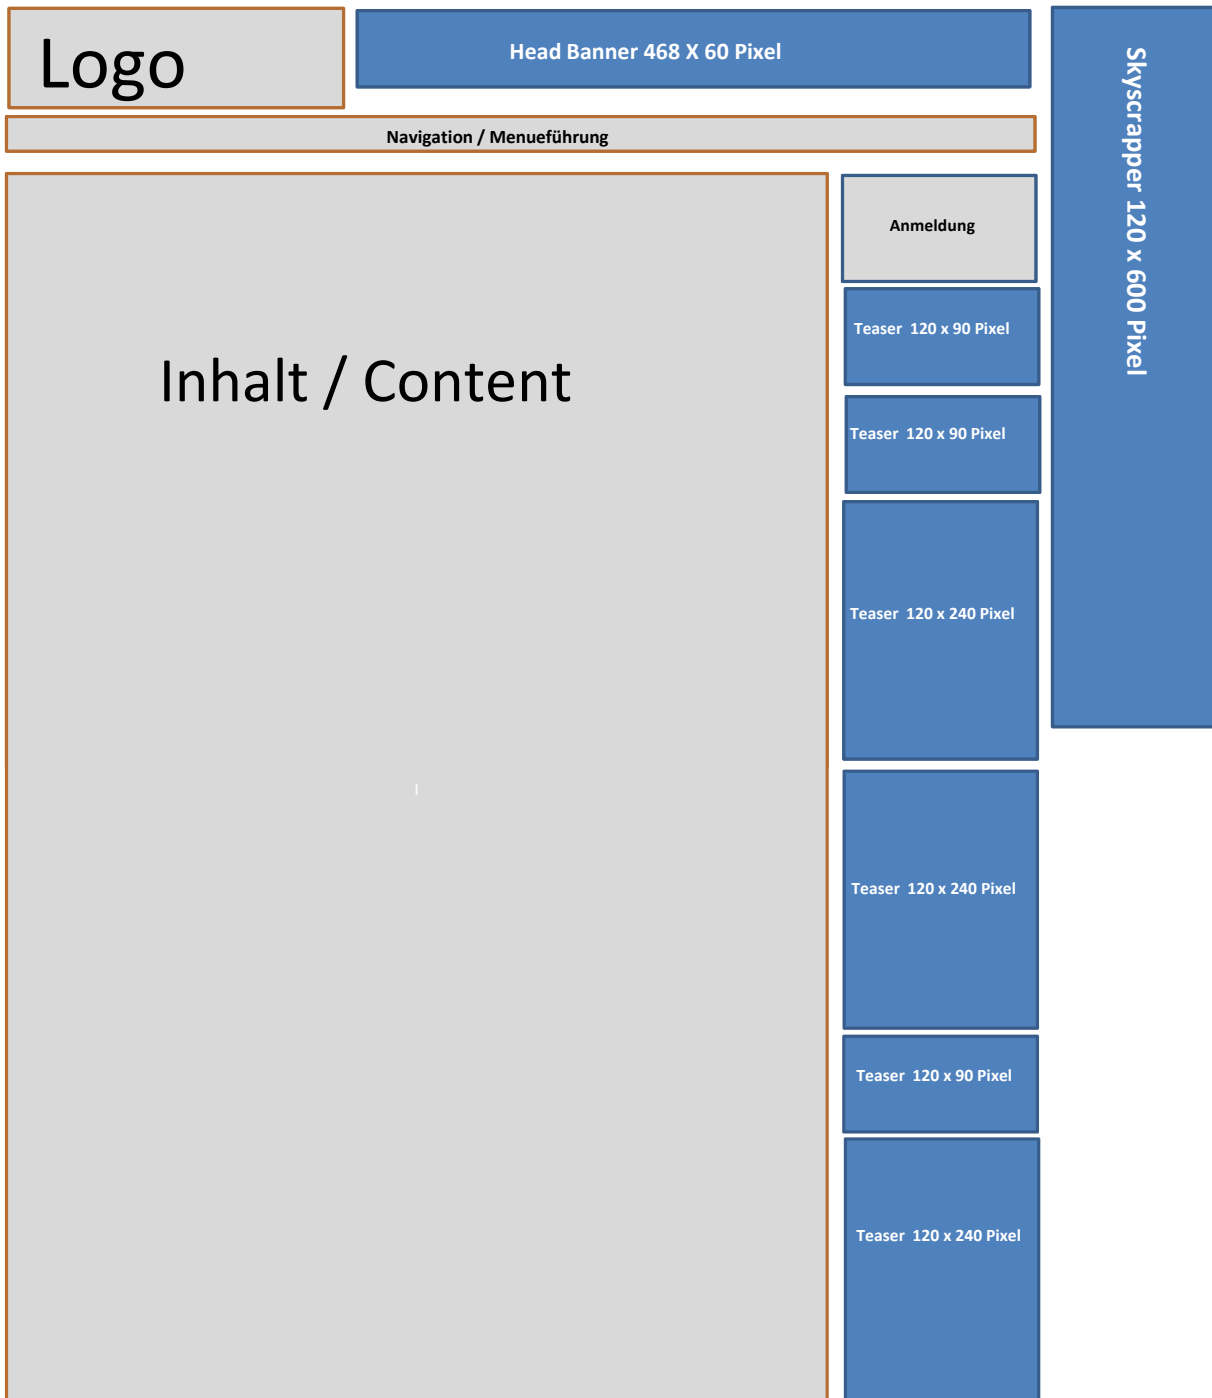 Logo
Head Banner 468 X 60 Pixel
Skyscrapper 120 x 600 Pixel
Navigation / Menueführung
Inhalt / Content
Anmeldung
Teaser 120 x 90 Pixel
Teaser 120 x 90 Pixel
Teaser 120 x 240 Pixel
Teaser 120 x 240 Pixel
Teaser 120 x 90 Pixel
Teaser 120 x 240 Pixel